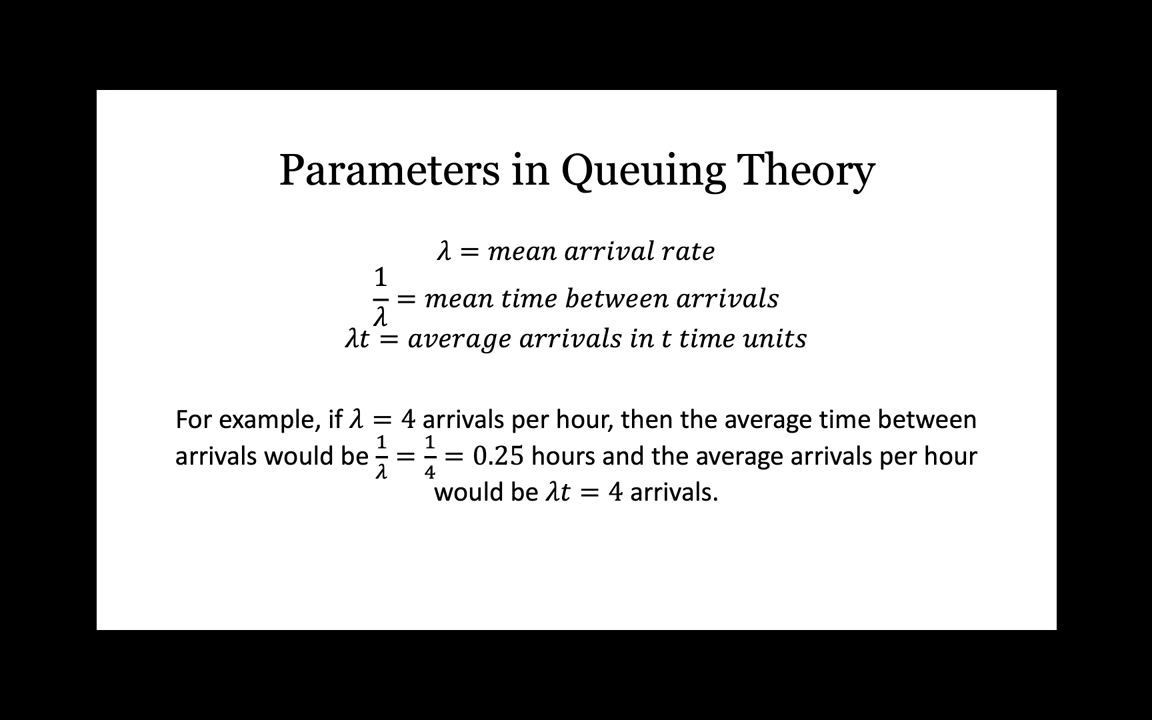 Parameters in Queuing Theory
λ = mean arrival rate
1/λ = mean time between arrivals
λt = average arrivals in t time units
For example, if λ = 4 arrivals per hour, then the average time between
arrivals would be 1/λ = 1/4 = 0.25 hours and the average arrivals per hour
would be λt = 4 arrivals.